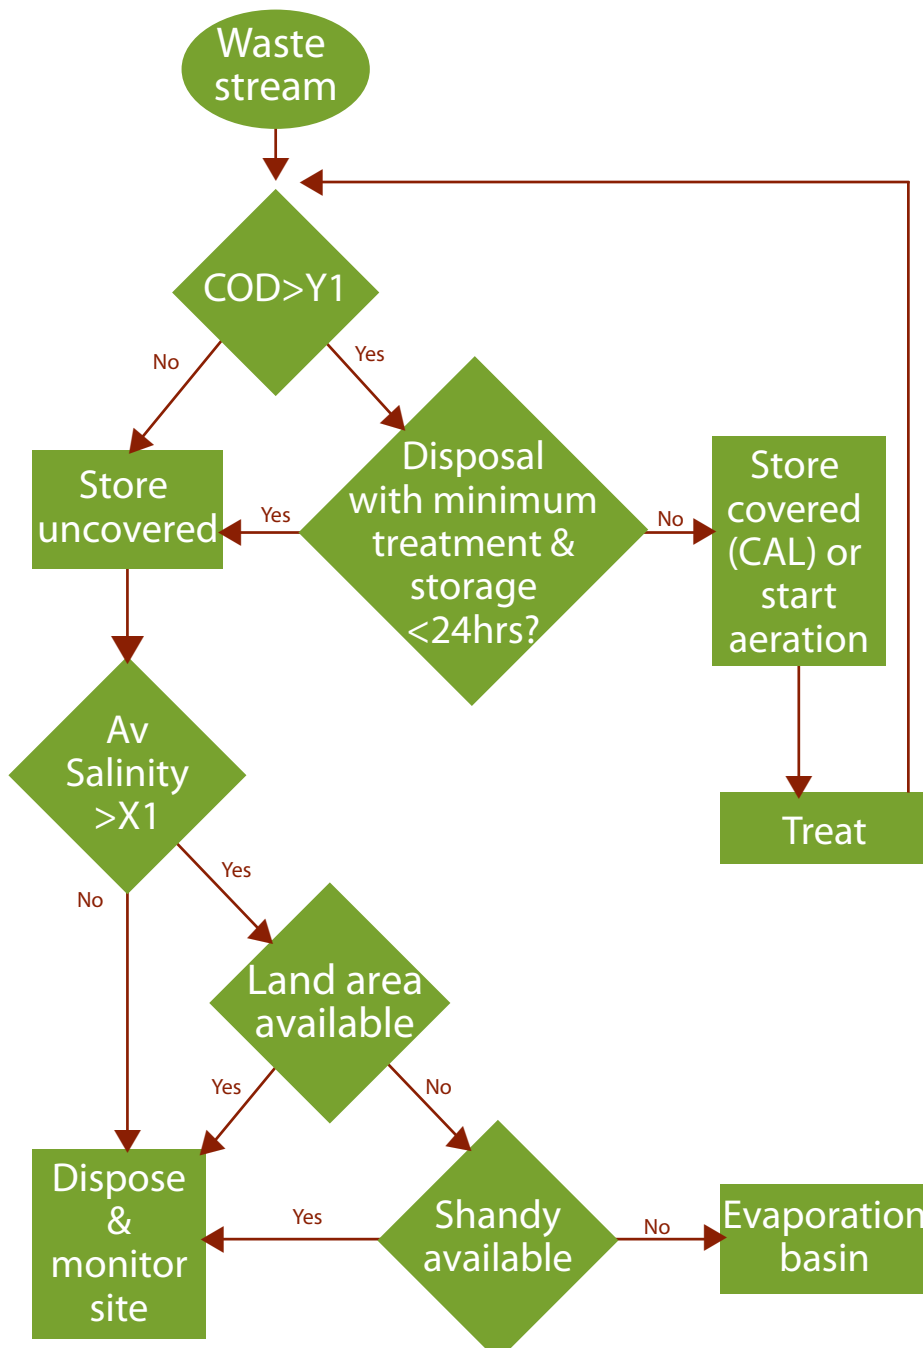 Waste
stream
COD>Y1
No
Yes
Disposal
with minimum
treatment &
storage
<24hrs?
Yes
No
Store
uncovered
Store
covered
(CAL) or
start
aeration
Treat
Av
Salinity
>X1
No
Yes
Land area
available
Yes
No
Dispose
&
monitor
site
Yes
Shandy
available
No
Evaporation
basin